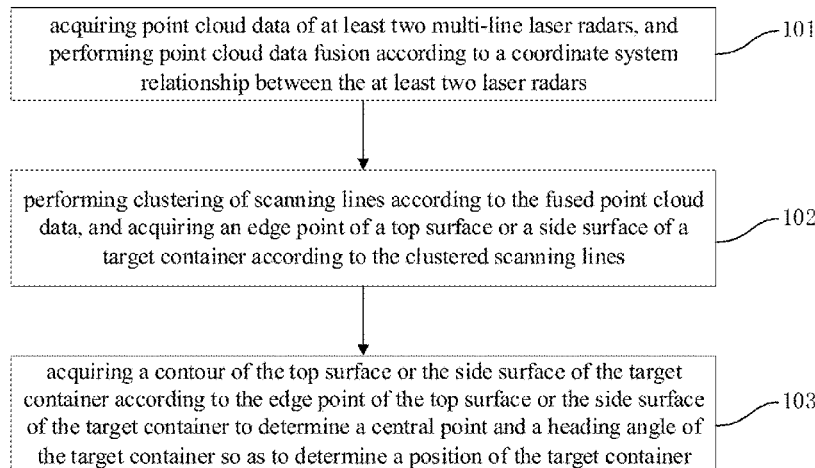 acquiring point cloud data of at least two multi-line laser radars, and
performing point cloud data fusion according to a coordinate system
relationship between the at least two laser radars
101
performing clustering of scanning lines according to the fused point cloud
data, and acquiring an edge point of a top surface or a side surface of a
target container according to the clustered scanning lines
102
acquiring a contour of the top surface or the side surface of the target
container according to the edge point of the top surface or the side surface
of the target container to determine a central point and a heading angle of
the target container so as to determine a position of the target container
103